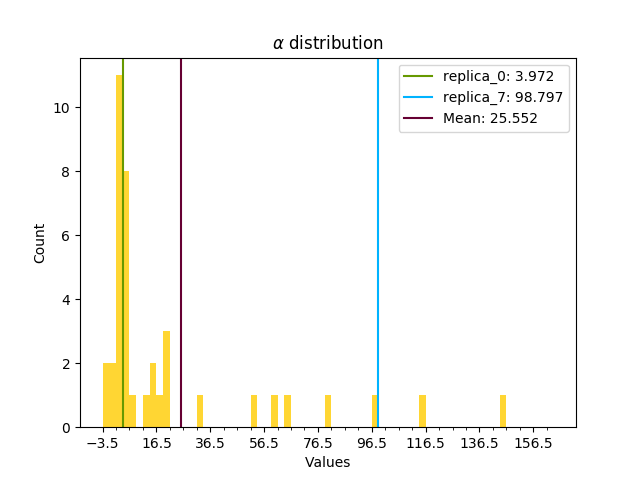 α distribution
replica_0: 3.972
replica_7: 98.797
Mean: 25.552
Count
10
8
6
4
2
0
−3.5 16.5 36.5 56.5 76.5 96.5 116.5 136.5 156.5
Values